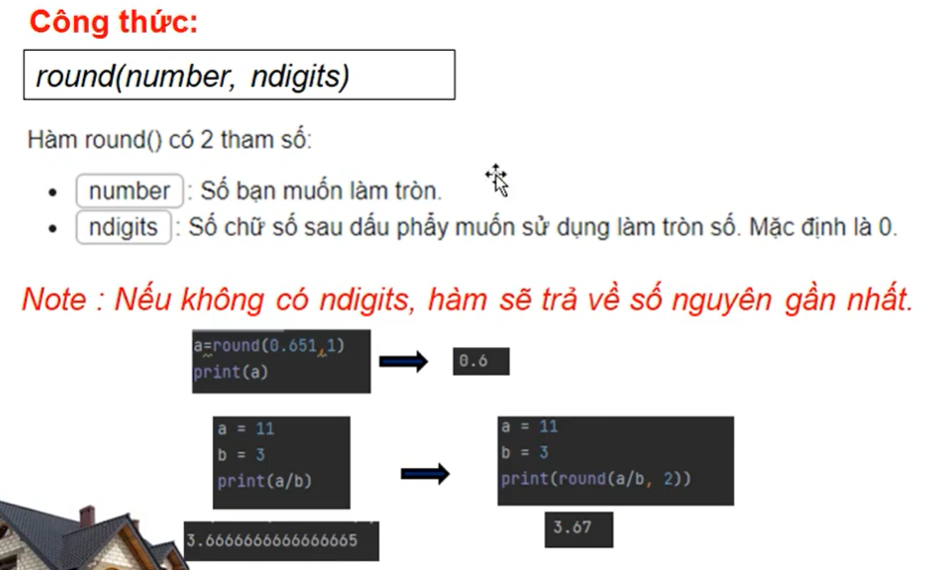 Công thức:
round(number, ndigits)
Hàm round() có 2 tham số:
• number : Số bạn muốn làm tròn.
• ndigits : Số chữ số sau dấu phẩy muốn sử dụng làm tròn số. Mặc định là 0.
Note : Nếu không có ndigits, hàm sẽ trả về số nguyên gần nhất.
a=round(0.651,1)
print(a)
0.6
a = 11
b = 3
print(a/b)
3.6666666666666665
a = 11
b = 3
print(round(a/b, 2))
3.67